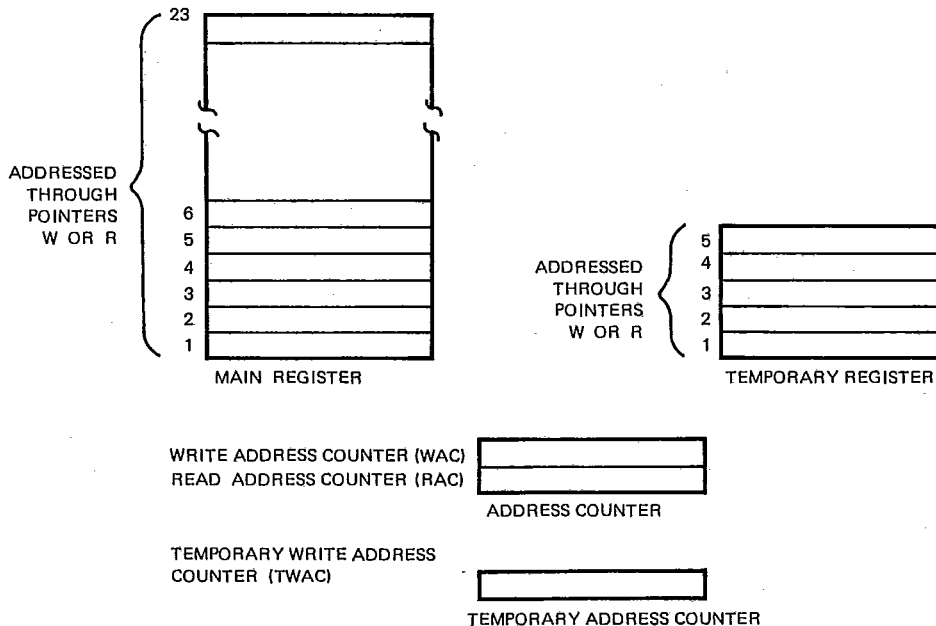 23
ADDRESSED
THROUGH
POINTERS
W OR R
6
5
4
3
2
1
MAIN REGISTER
ADDRESSED
THROUGH
POINTERS
W OR R
5
4
3
2
1
TEMPORARY REGISTER
WRITE ADDRESS COUNTER (WAC)
READ ADDRESS COUNTER (RAC)
ADDRESS COUNTER
TEMPORARY WRITE ADDRESS
COUNTER (TWAC)
TEMPORARY ADDRESS COUNTER